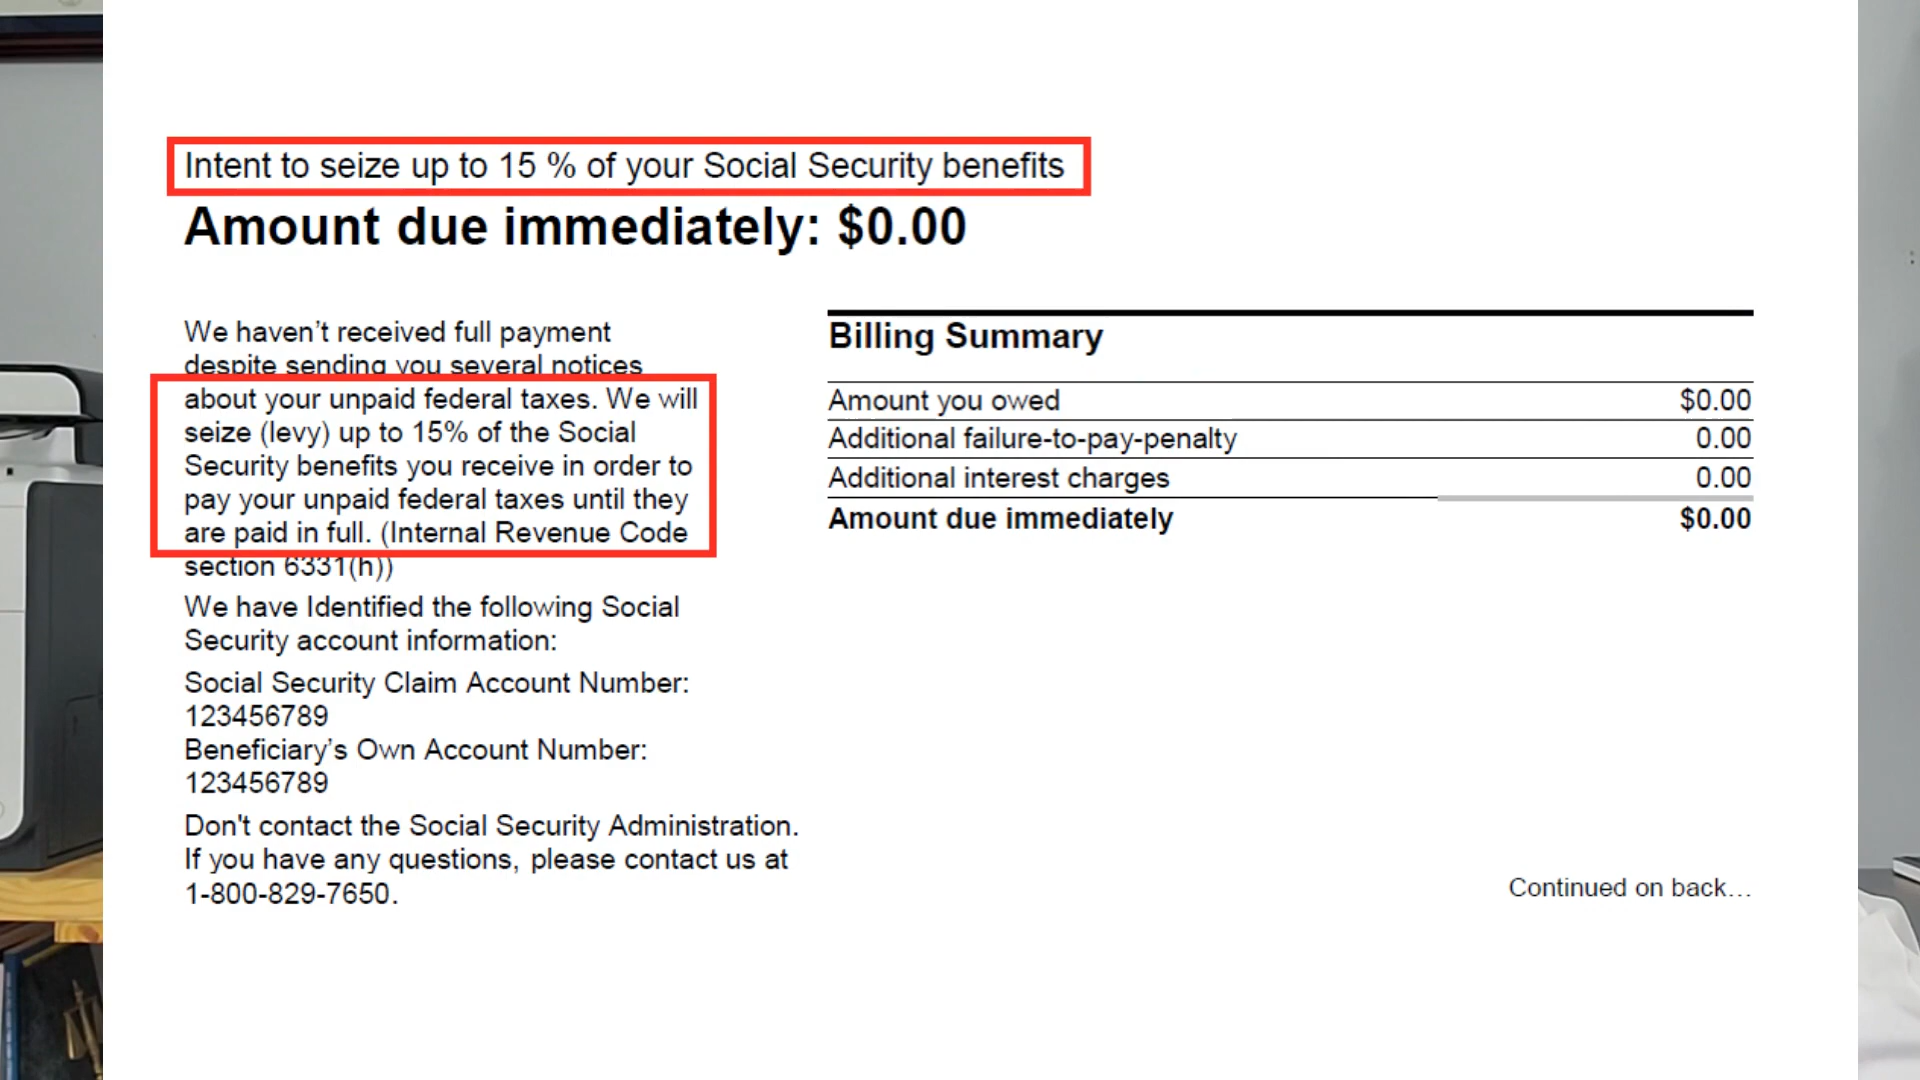 Intent to seize up to 15 % of your Social Security benefits
Amount due immediately: $0.00
We haven’t received full payment
despite sending you several notices
about your unpaid federal taxes. We will
seize (levy) up to 15% of the Social
Security benefits you receive in order to
pay your unpaid federal taxes until they
are paid in full. (Internal Revenue Code
section 6331(h))
We have Identified the following Social
Security account information:
Social Security Claim Account Number:
123456789
Beneficiary’s Own Account Number:
123456789
Don't contact the Social Security Administration.
If you have any questions, please contact us at
1-800-829-7650.
Billing Summary
Amount you owed $0.00
Additional failure-to-pay-penalty 0.00
Additional interest charges 0.00
Amount due immediately $0.00
Continued on back…